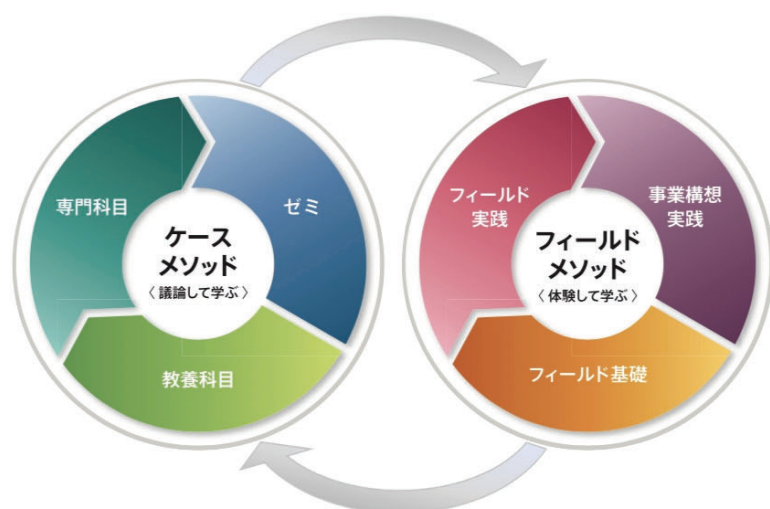 専門科目
ゼミ
ケース
メソッド
〈 議論して学ぶ 〉
教養科目
フィールド
実践
事業構想
実践
フィールド
メソッド
〈 体験して学ぶ 〉
フィールド基礎